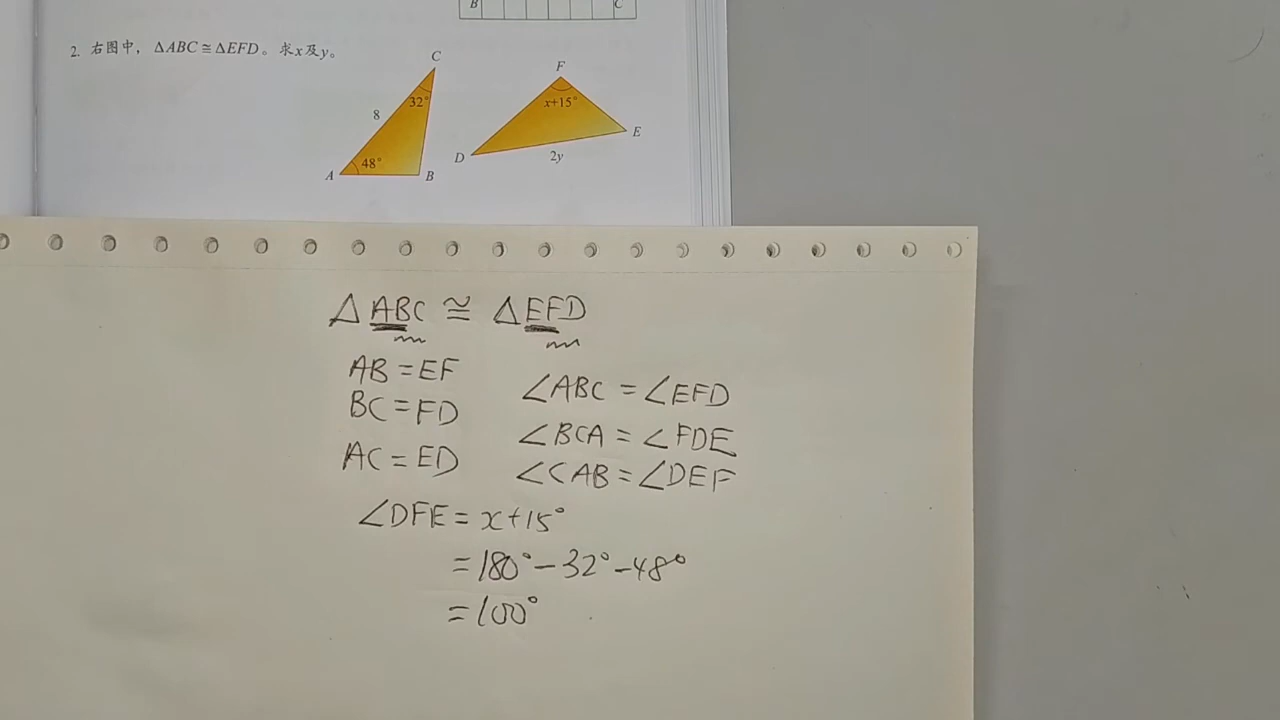 B C
2. 右图中，ΔABC≅ΔEFD。求x及y。
C
F
32°
x+15°
8
E
D
2y
48°
A B
ΔABC ≅ ΔEFD
AB = EF
∠ABC = ∠EFD
BC = FD
∠BCA = ∠FDE
AC = ED
∠CAB = ∠DEF
∠DFE = x+15°
= 180° − 32° − 48°
= 100°